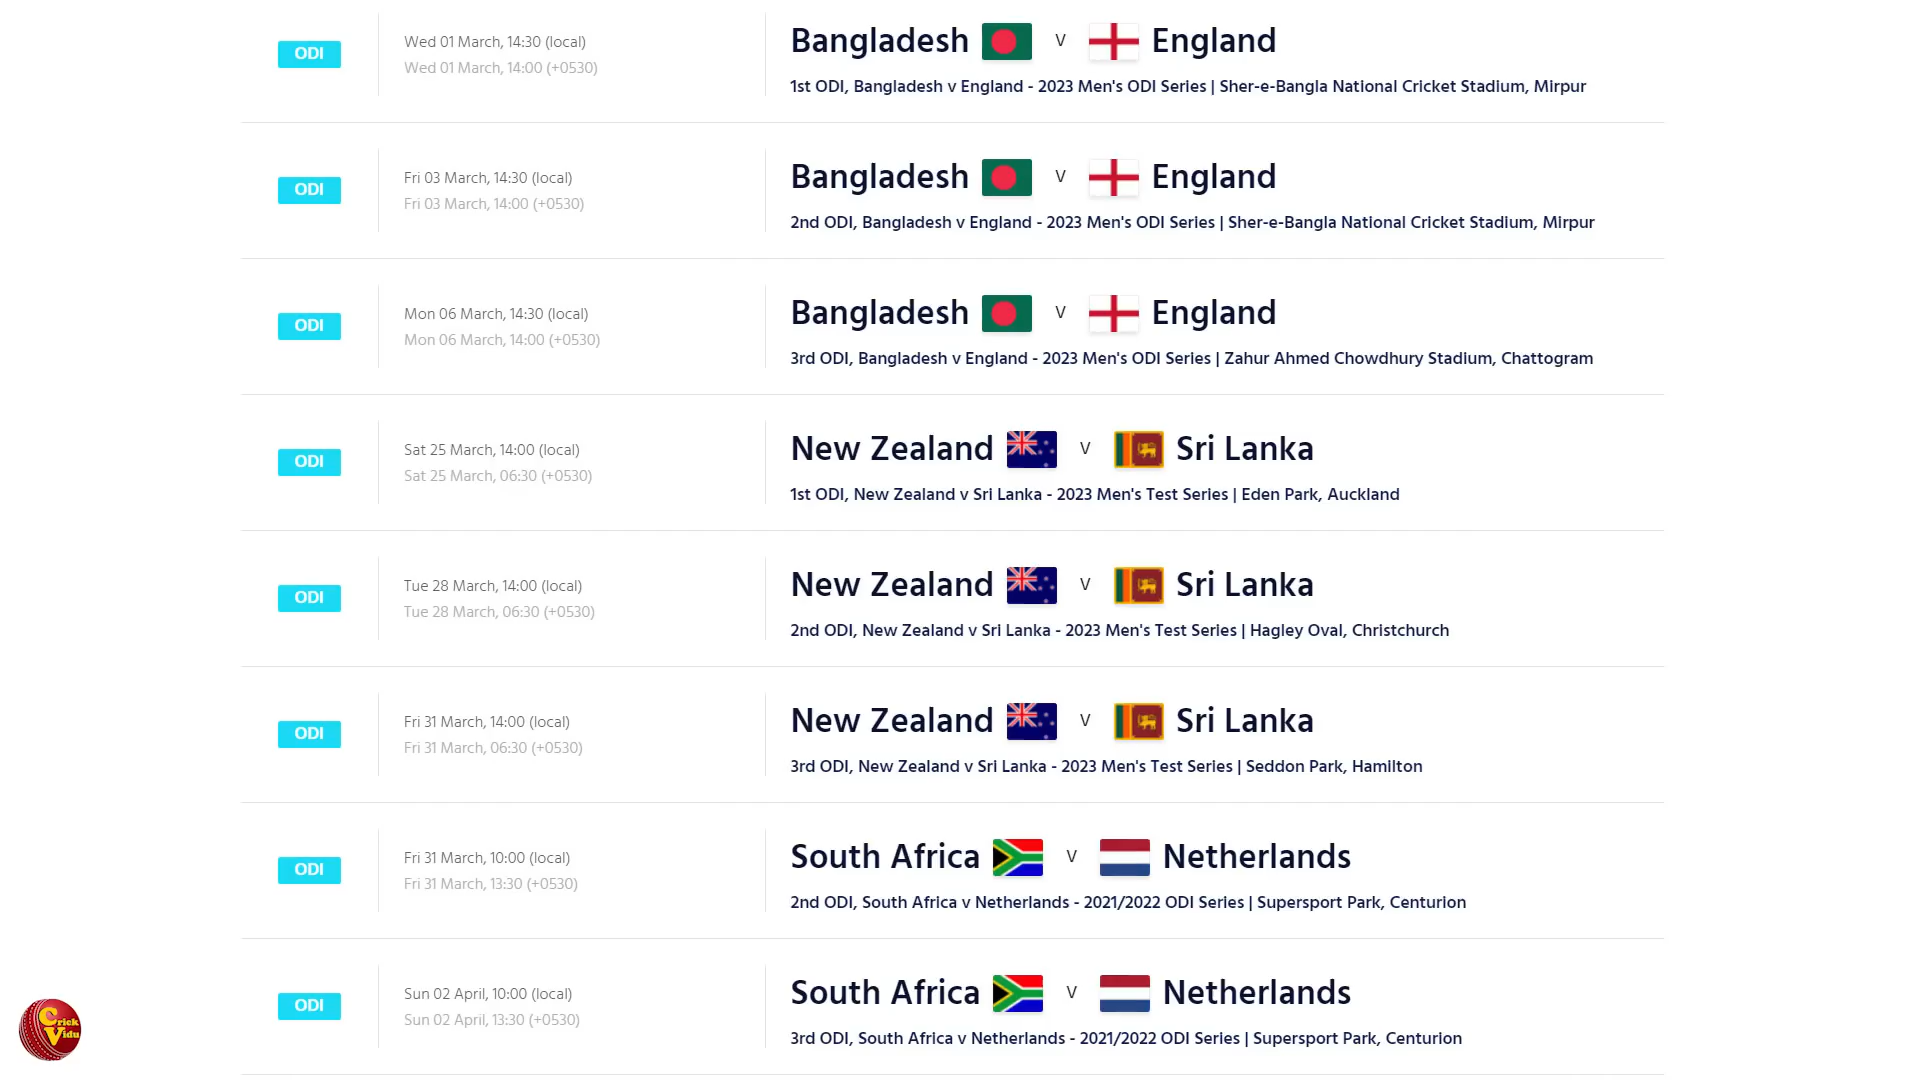 ODI
Wed 01 March, 14:30 (local)
Wed 01 March, 14:00 (+0530)
Bangladesh v England
1st ODI, Bangladesh v England - 2023 Men's ODI Series | Sher-e-Bangla National Cricket Stadium, Mirpur
ODI
Fri 03 March, 14:30 (local)
Fri 03 March, 14:00 (+0530)
Bangladesh v England
2nd ODI, Bangladesh v England - 2023 Men's ODI Series | Sher-e-Bangla National Cricket Stadium, Mirpur
ODI
Mon 06 March, 14:30 (local)
Mon 06 March, 14:00 (+0530)
Bangladesh v England
3rd ODI, Bangladesh v England - 2023 Men's ODI Series | Zahur Ahmed Chowdhury Stadium, Chattogram
ODI
Sat 25 March, 14:00 (local)
Sat 25 March, 06:30 (+0530)
New Zealand v Sri Lanka
1st ODI, New Zealand v Sri Lanka - 2023 Men's Test Series | Eden Park, Auckland
ODI
Tue 28 March, 14:00 (local)
Tue 28 March, 06:30 (+0530)
New Zealand v Sri Lanka
2nd ODI, New Zealand v Sri Lanka - 2023 Men's Test Series | Hagley Oval, Christchurch
ODI
Fri 31 March, 14:00 (local)
Fri 31 March, 06:30 (+0530)
New Zealand v Sri Lanka
3rd ODI, New Zealand v Sri Lanka - 2023 Men's Test Series | Seddon Park, Hamilton
ODI
Fri 31 March, 10:00 (local)
Fri 31 March, 13:30 (+0530)
South Africa v Netherlands
2nd ODI, South Africa v Netherlands - 2021/2022 ODI Series | Supersport Park, Centurion
ODI
Sun 02 April, 10:00 (local)
Sun 02 April, 13:30 (+0530)
South Africa v Netherlands
3rd ODI, South Africa v Netherlands - 2021/2022 ODI Series | Supersport Park, Centurion
Crick
Vidu